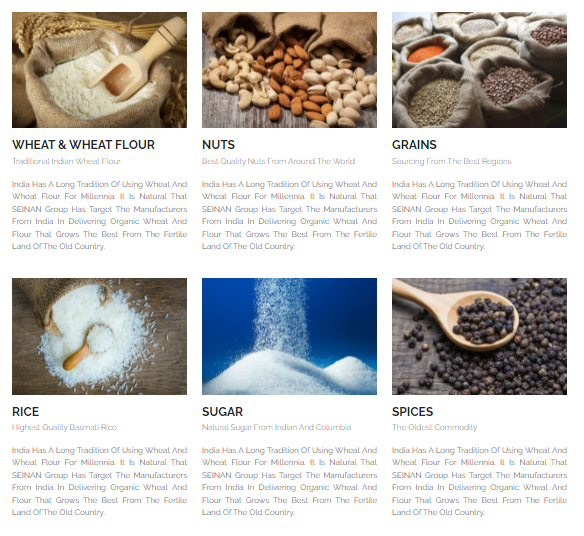 WHEAT & WHEAT FLOUR
Traditional Indian Wheat Flour
India Has A Long Tradition Of Using Wheat And
Wheat Flour For Millennia. It Is Natural That
SEINAN Group Has Target The Manufacturers
From India In Delivering Organic Wheat And
Flour That Grows The Best From The Fertile
Land Of The Old Country.
NUTS
Best Quality Nuts From Around The World
India Has A Long Tradition Of Using Wheat And
Wheat Flour For Millennia. It Is Natural That
SEINAN Group Has Target The Manufacturers
From India In Delivering Organic Wheat And
Flour That Grows The Best From The Fertile
Land Of The Old Country.
GRAINS
Sourcing From The Best Regions
India Has A Long Tradition Of Using Wheat And
Wheat Flour For Millennia. It Is Natural That
SEINAN Group Has Target The Manufacturers
From India In Delivering Organic Wheat And
Flour That Grows The Best From The Fertile
Land Of The Old Country.
RICE
Highest Quality Basmati Rice
India Has A Long Tradition Of Using Wheat And
Wheat Flour For Millennia. It Is Natural That
SEINAN Group Has Target The Manufacturers
From India In Delivering Organic Wheat And
Flour That Grows The Best From The Fertile
Land Of The Old Country.
SUGAR
Natural Sugar From Indian And Columbia
India Has A Long Tradition Of Using Wheat And
Wheat Flour For Millennia. It Is Natural That
SEINAN Group Has Target The Manufacturers
From India In Delivering Organic Wheat And
Flour That Grows The Best From The Fertile
Land Of The Old Country.
SPICES
The Oldest Commodity
India Has A Long Tradition Of Using Wheat And
Wheat Flour For Millennia. It Is Natural That
SEINAN Group Has Target The Manufacturers
From India In Delivering Organic Wheat And
Flour That Grows The Best From The Fertile
Land Of The Old Country.